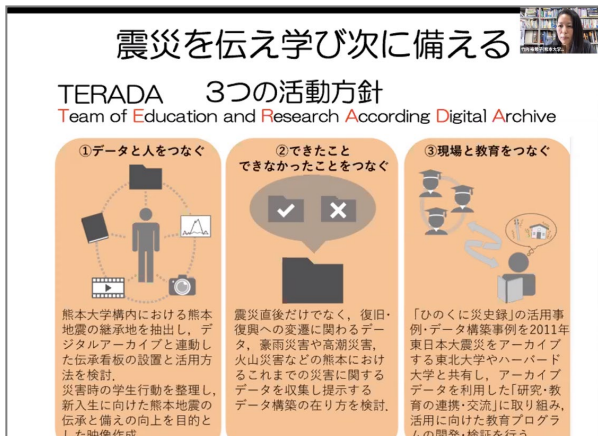 震災を伝え学び次に備える
TERADA 3つの活動方針
Team of Education and Research According Digital Archive
①データと人をつなぐ
熊本大学構内における熊本
地震の継承地を抽出し，デ
ジタルアーカイブと連動し
た伝承看板の設置と活用方
法を検討．
災害時の学生行動を整理し，
新入生に向けた熊本地震の
伝承と備えの向上を目的と
した映像作成
②できたこと
できなかったことをつなぐ
震災直後だけでなく，復旧・
復興への変遷に関わるデー
タ，豪雨災害や高潮災害，
火山災害などの熊本におけ
るこれまでの災害に関する
データを収集し提示する
データ構築の在り方を検討．
③現場と教育をつなぐ
「ひのくに災史録」の活用事
例・データ構築事例を2011年
東日本大震災をアーカイブ
する東北大学やハーバード
大学と共有し，アーカイブ
データを利用した「研究・教
育の連携・交流」に取り組み，
活用に向けた教育プログラ
ムの開発・検証を行う